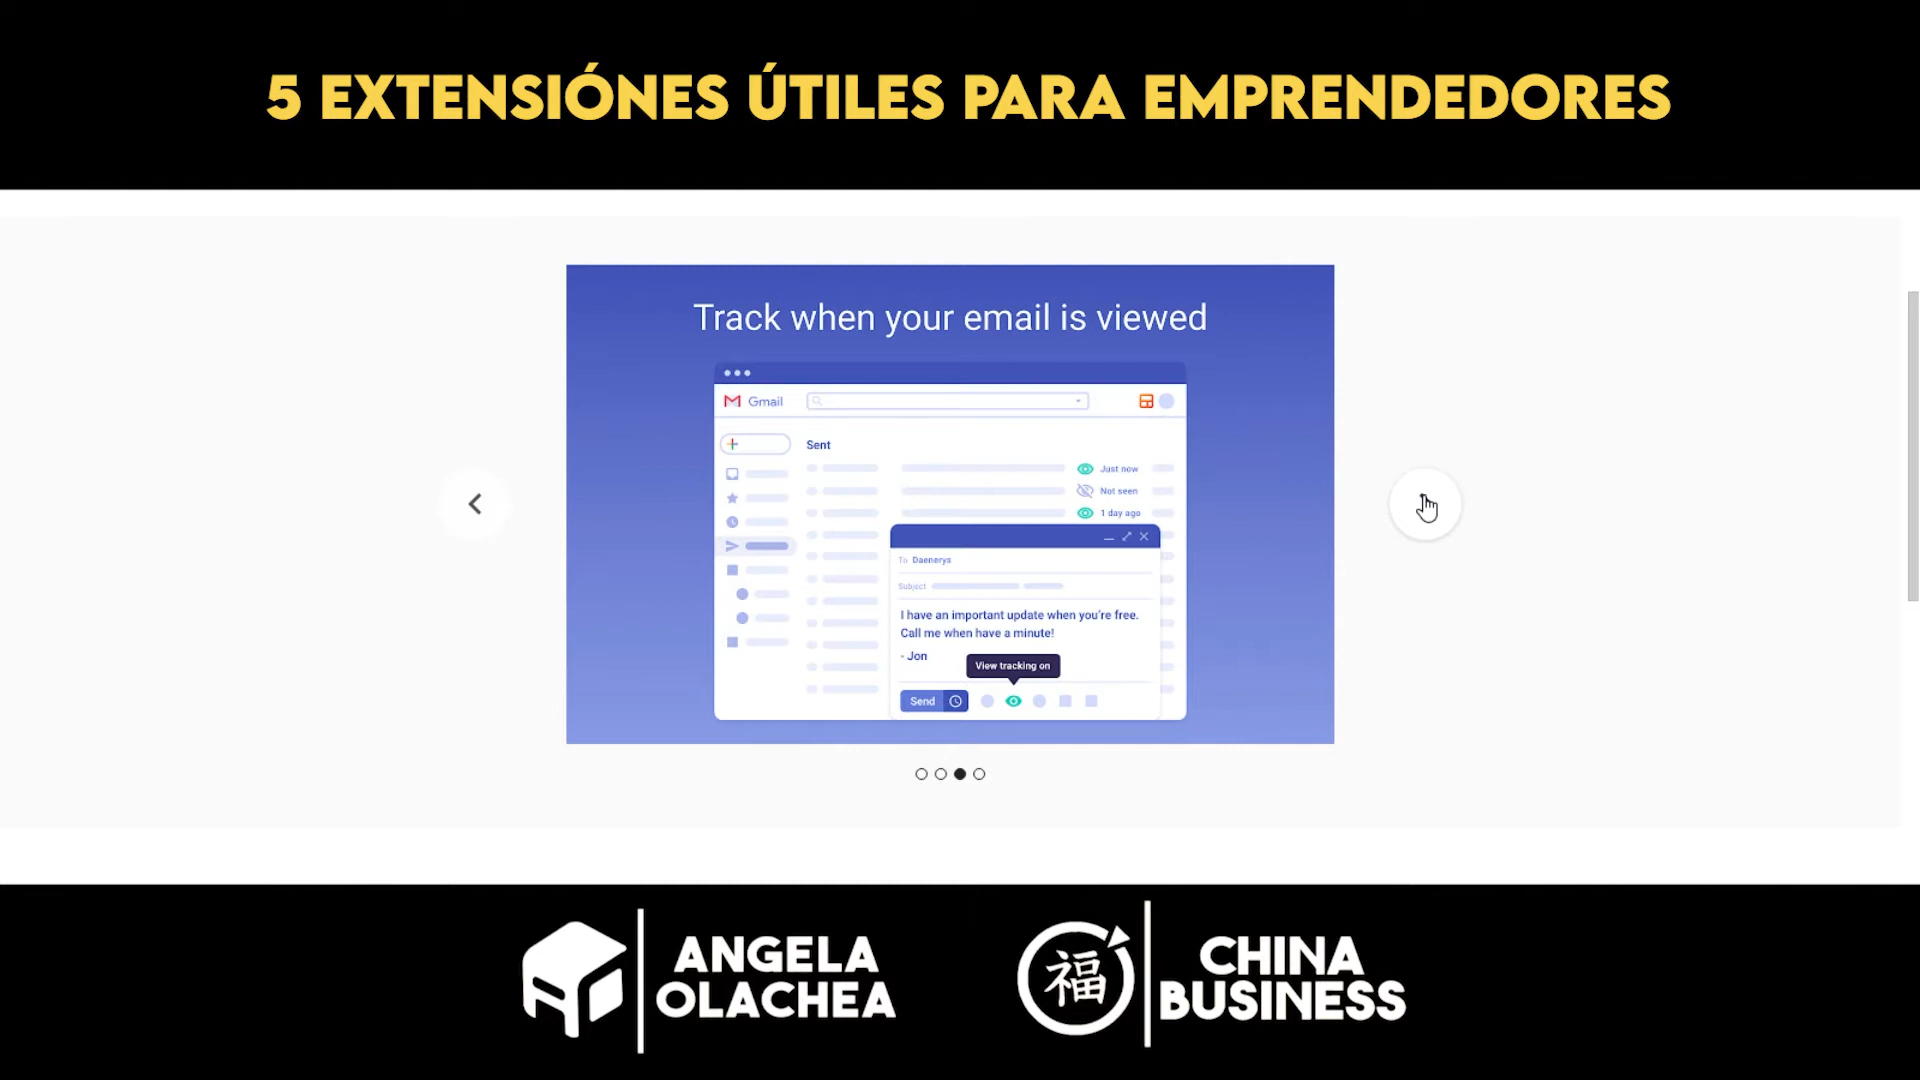 5 EXTENSIÓNES ÚTILES PARA EMPRENDEDORES
Track when your email is viewed
Gmail
Sent
Just now
Not seen
1 day ago
To Daenerys
Subject
I have an important update when you're free.
Call me when have a minute!
- Jon
View tracking on
Send
ANGELA
OLACHEA
福
CHINA
BUSINESS